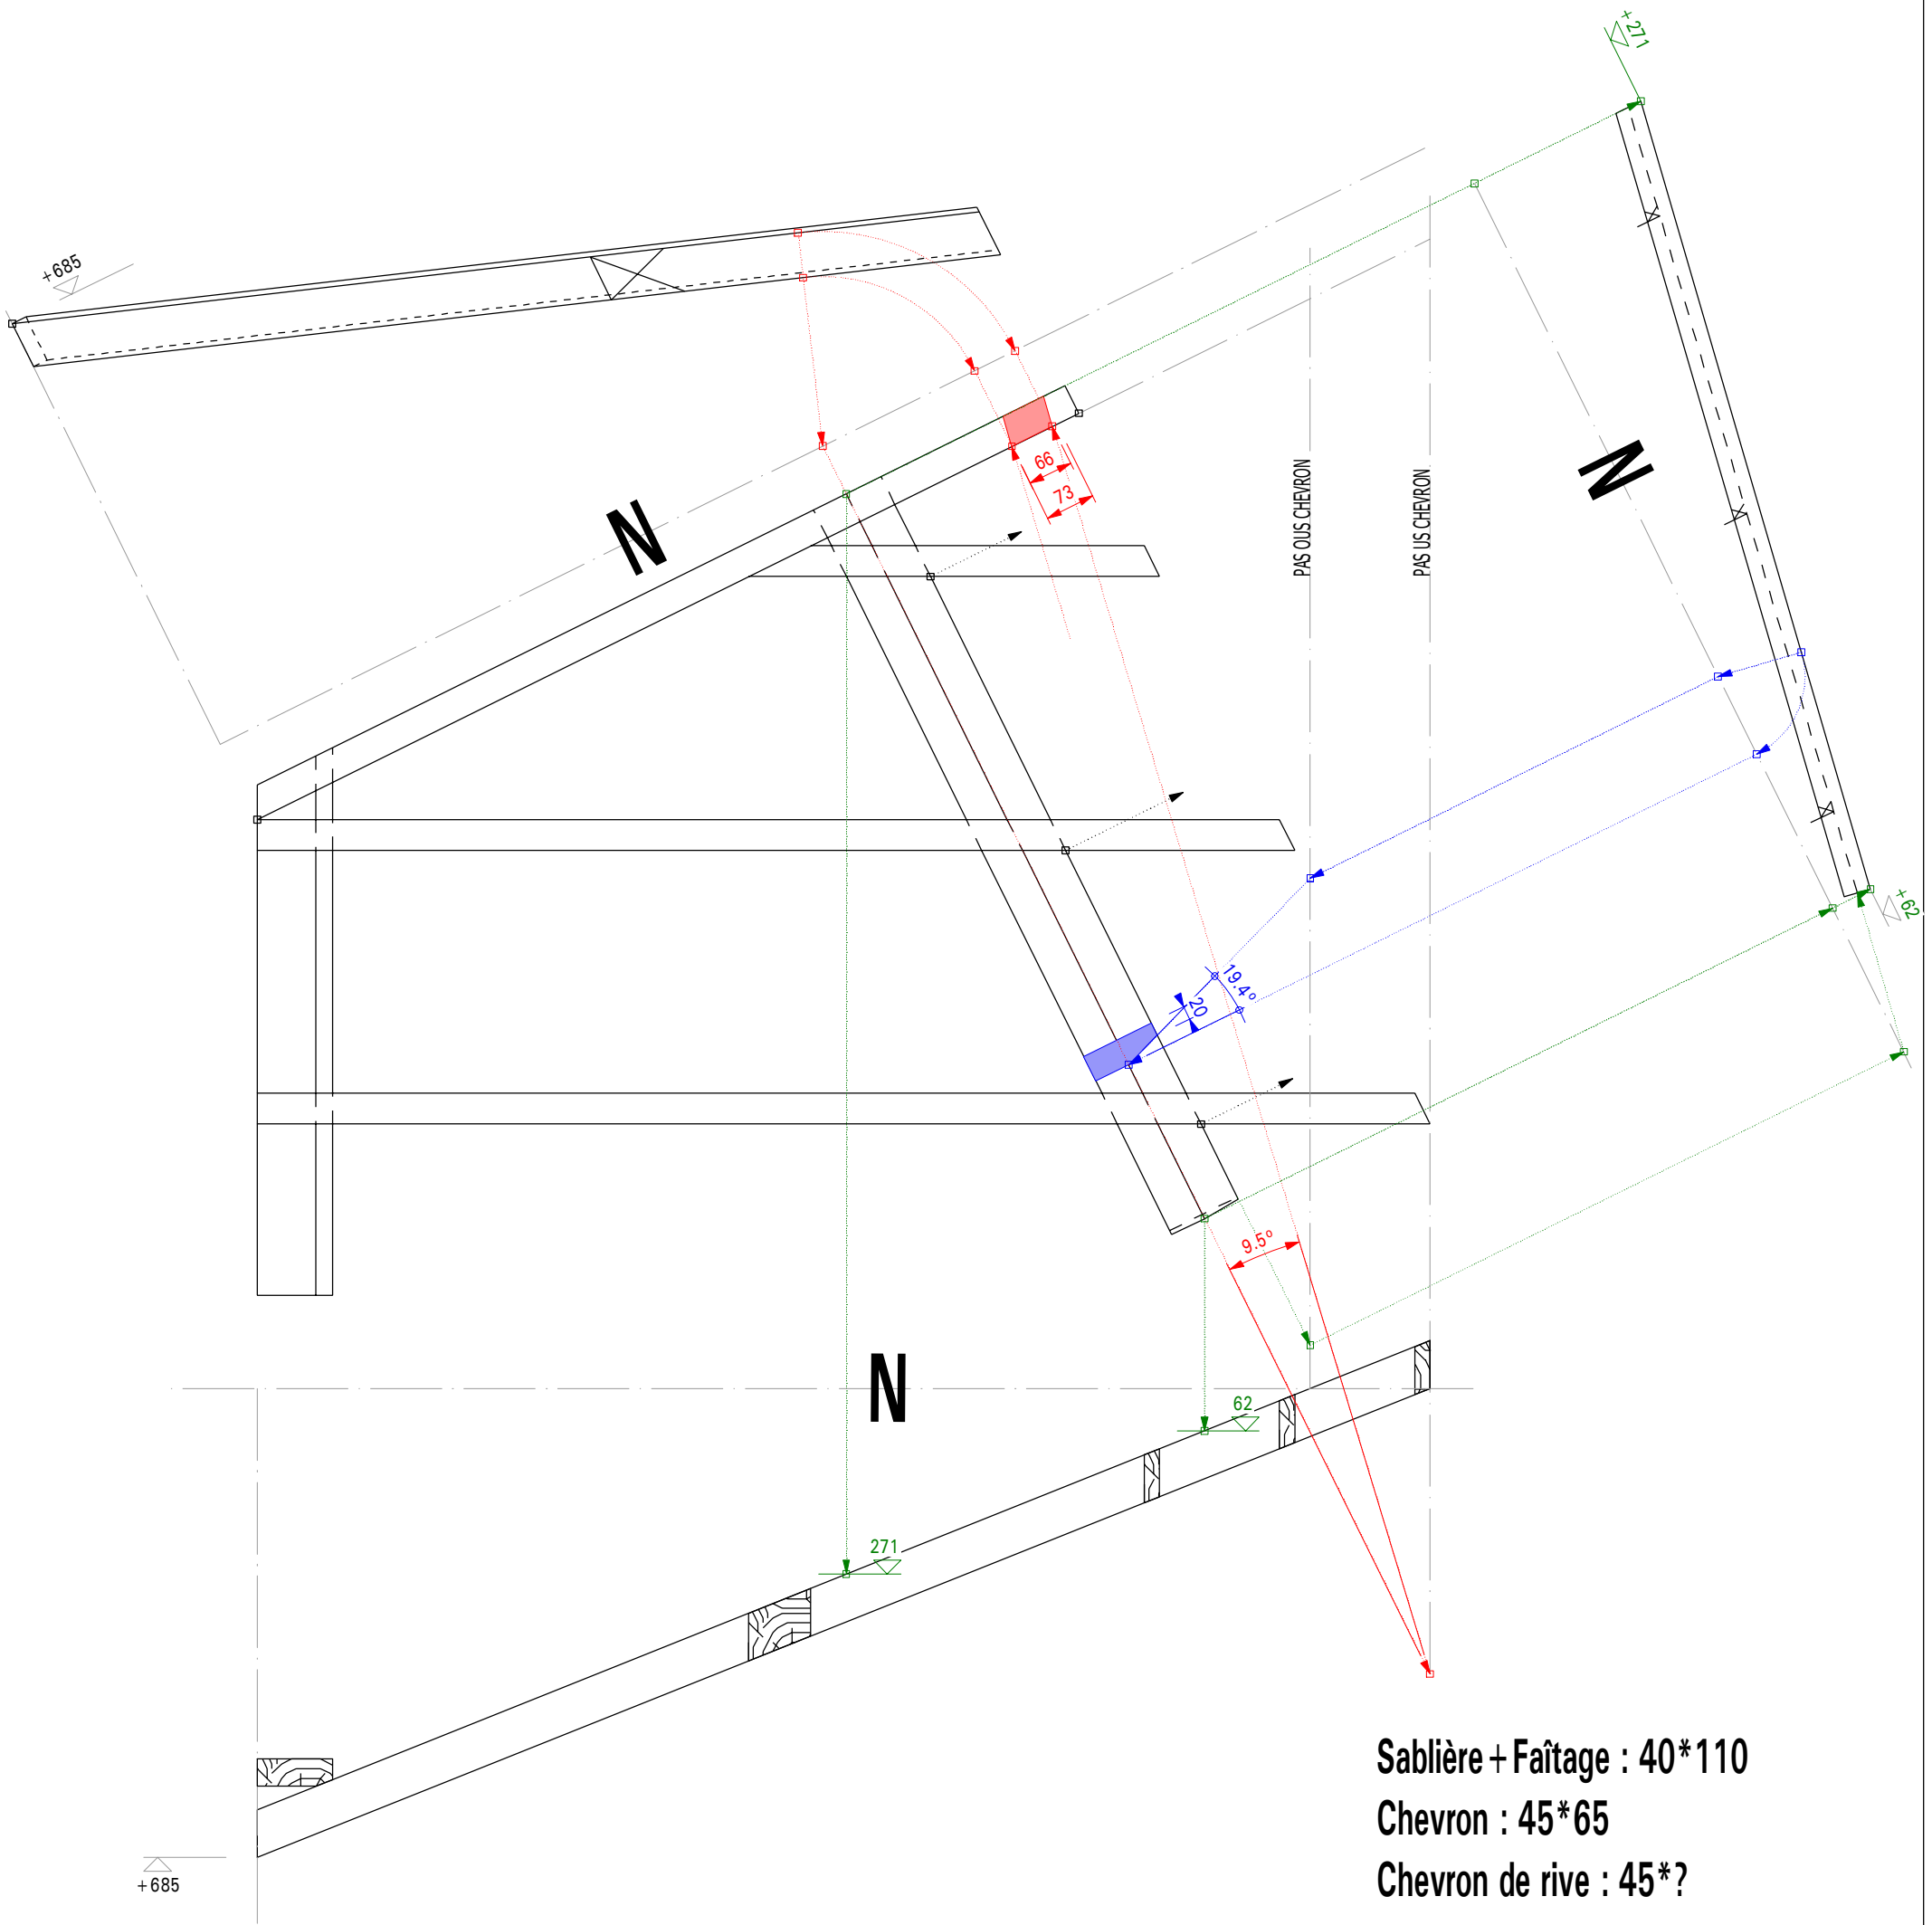 +271
+685
N
N
66
73
PAS OUS CHEVRON
PAS US CHEVRON
+62
19.4°
20
9.5°
N
62
271
+685
Sablière + Faîtage : 40*110
Chevron : 45*65
Chevron de rive : 45*?